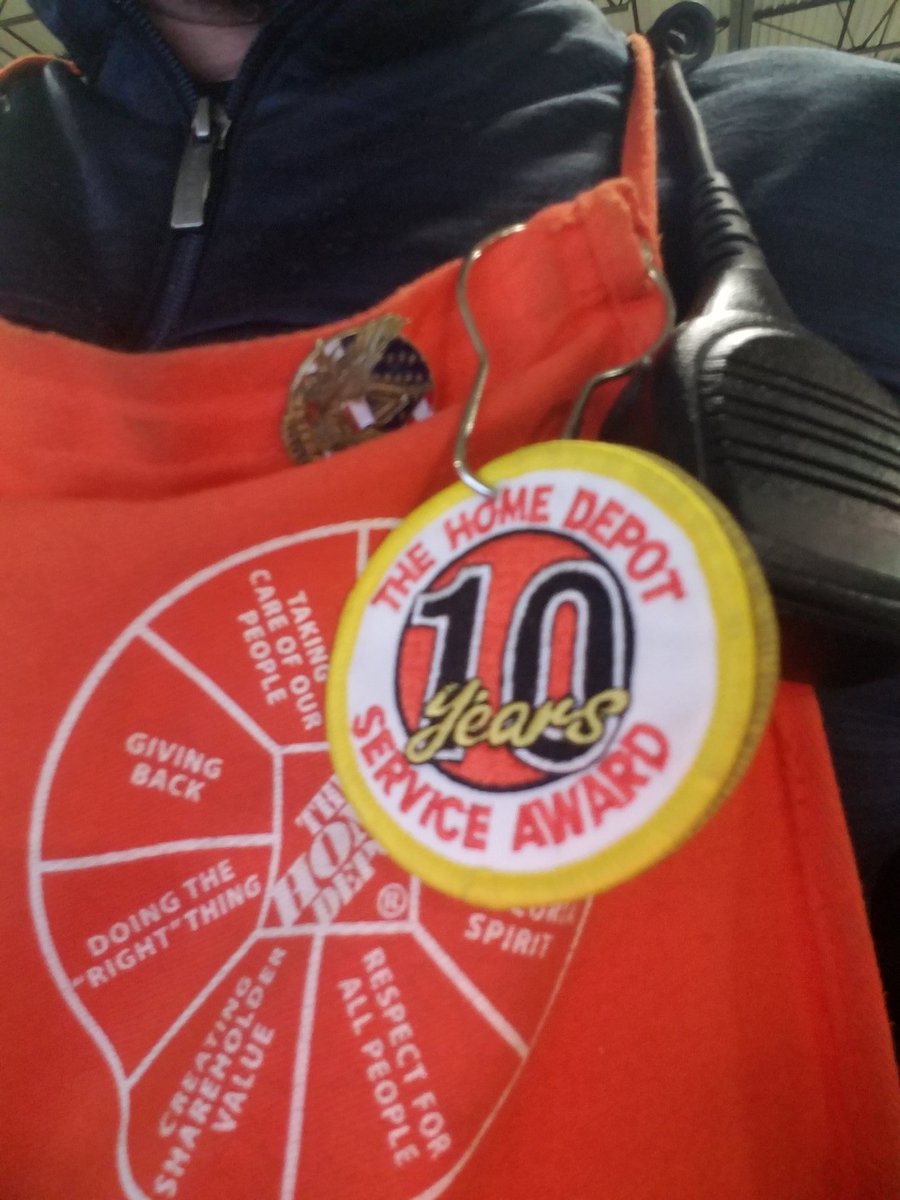 THE HOME DEPOT
10
Years
SERVICE AWARD
TAKING
CARE OF OUR
PEOPLE
GIVING
BACK
DOING THE
"RIGHT" THING
CREATING
SHAREHOLDER
VALUE
RESPECT FOR
ALL PEOPLE
SPIRIT
®